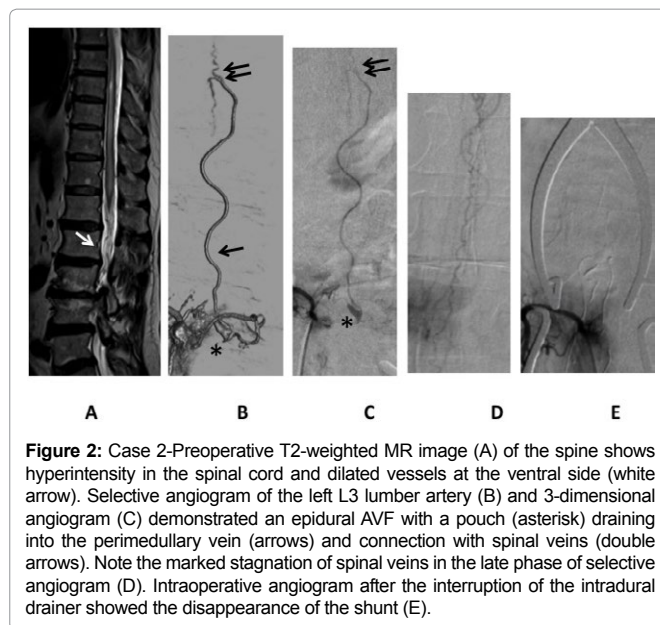 *
*
A B C D E
Figure 2: Case 2-Preoperative T2-weighted MR image (A) of the spine shows
hyperintensity in the spinal cord and dilated vessels at the ventral side (white
arrow). Selective angiogram of the left L3 lumber artery (B) and 3-dimensional
angiogram (C) demonstrated an epidural AVF with a pouch (asterisk) draining
into the perimedullary vein (arrows) and connection with spinal veins (double
arrows). Note the marked stagnation of spinal veins in the late phase of selective
angiogram (D). Intraoperative angiogram after the interruption of the intradural
drainer showed the disappearance of the shunt (E).